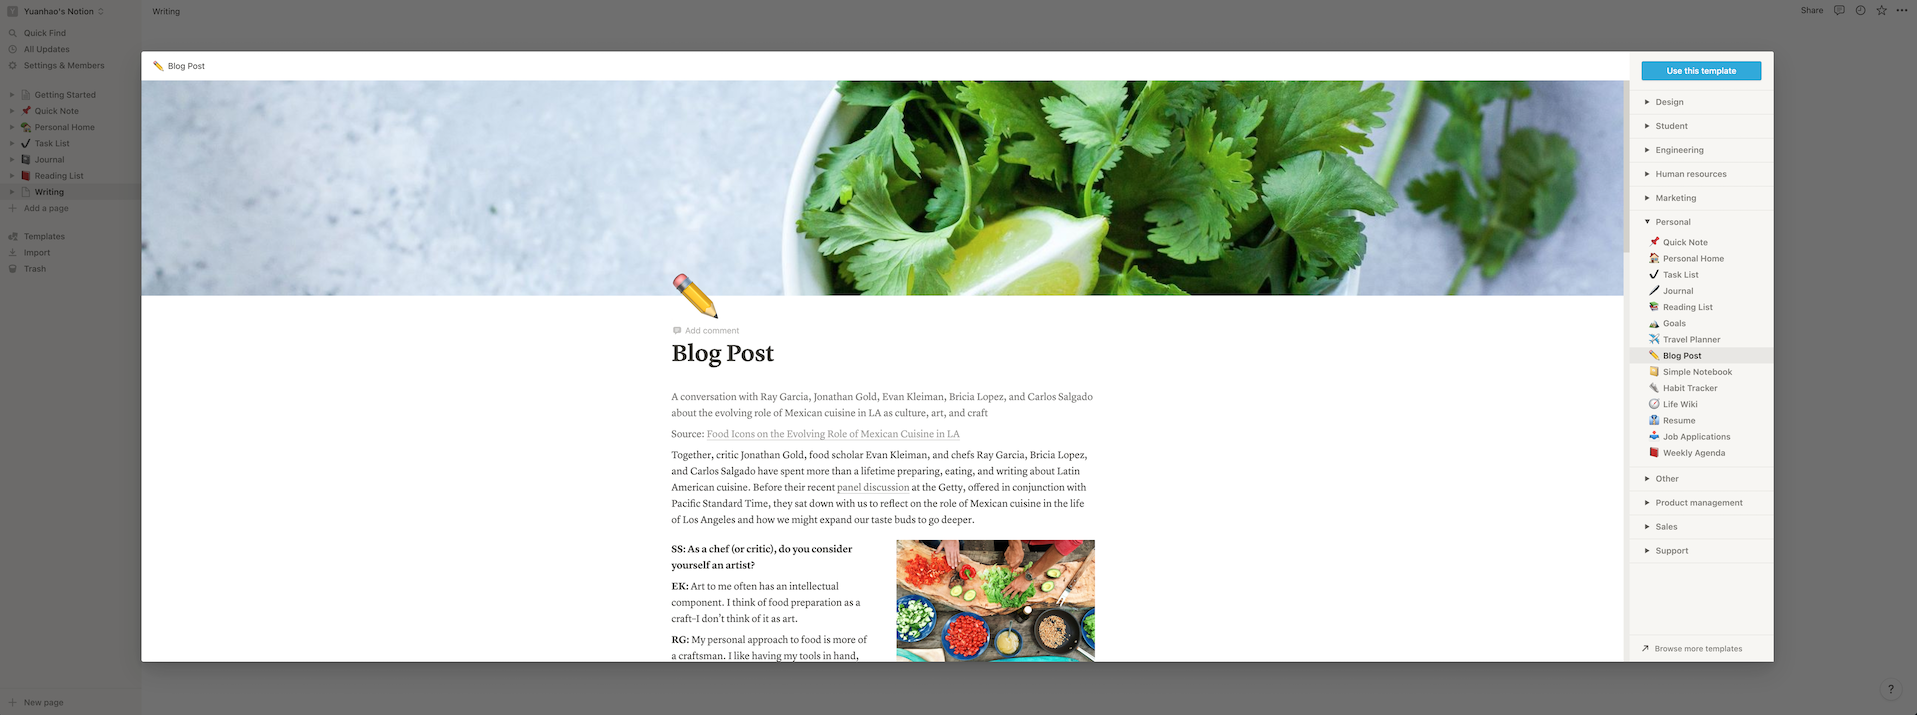 Yuanhao's Notion
Quick Find
All Updates
Settings & Members
Getting Started
Quick Note
Personal Home
Task List
Journal
Reading List
Writing
Add a page
Templates
Import
Trash
New page
Writing
Share
Blog Post
Add comment
Blog Post
A conversation with Ray Garcia, Jonathan Gold, Evan Kleiman, Bricia Lopez, and Carlos Salgado
about the evolving role of Mexican cuisine in LA as culture, art, and craft
Source: Food Icons on the Evolving Role of Mexican Cuisine in LA
Together, critic Jonathan Gold, food scholar Evan Kleiman, and chefs Ray Garcia, Bricia Lopez,
and Carlos Salgado have spent more than a lifetime preparing, eating, and writing about Latin
American cuisine. Before their recent panel discussion at the Getty, offered in conjunction with
Pacific Standard Time, they sat down with us to reflect on the role of Mexican cuisine in the life
of Los Angeles and how we might expand our taste buds to go deeper.
SS: As a chef (or critic), do you consider
yourself an artist?
EK: Art to me often has an intellectual
component. I think of food preparation as a
craft–I don't think of it as art.
RG: My personal approach to food is more of
a craftsman. I like having my tools in hand,
Use this template
Design
Student
Engineering
Human resources
Marketing
Personal
Quick Note
Personal Home
Task List
Journal
Reading List
Goals
Travel Planner
Blog Post
Simple Notebook
Habit Tracker
Life Wiki
Resume
Job Applications
Weekly Agenda
Other
Product management
Sales
Support
Browse more templates
?